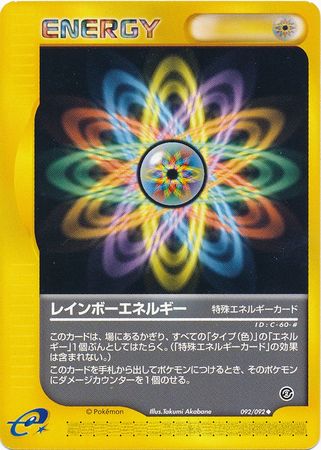 ENERGY
レインボーエネルギー 特殊エネルギーカード
ID:C-60-#
このカードは、場にあるかぎり、すべての「タイプ(色)」の「エネ
ルギー」1個ぶんとしてはたらく。(「特殊エネルギーカード」の効果
は含まれない。)
このカードを手札から出してポケモンにつけるとき、そのポケモ
ンにダメージカウンターを1個のせる。
e
© Pokémon Illus.Takumi Akabane 092/092◆